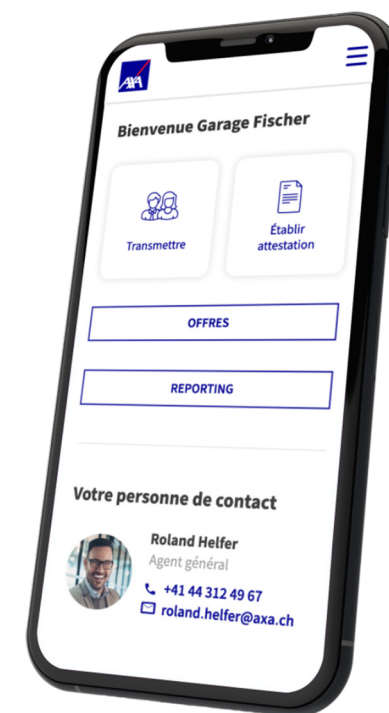 AXA
Bienvenue Garage Fischer
Transmettre
Établir
attestation
OFFRES
REPORTING
Votre personne de contact
Roland Helfer
Agent général
+41 44 312 49 67
roland.helfer@axa.ch